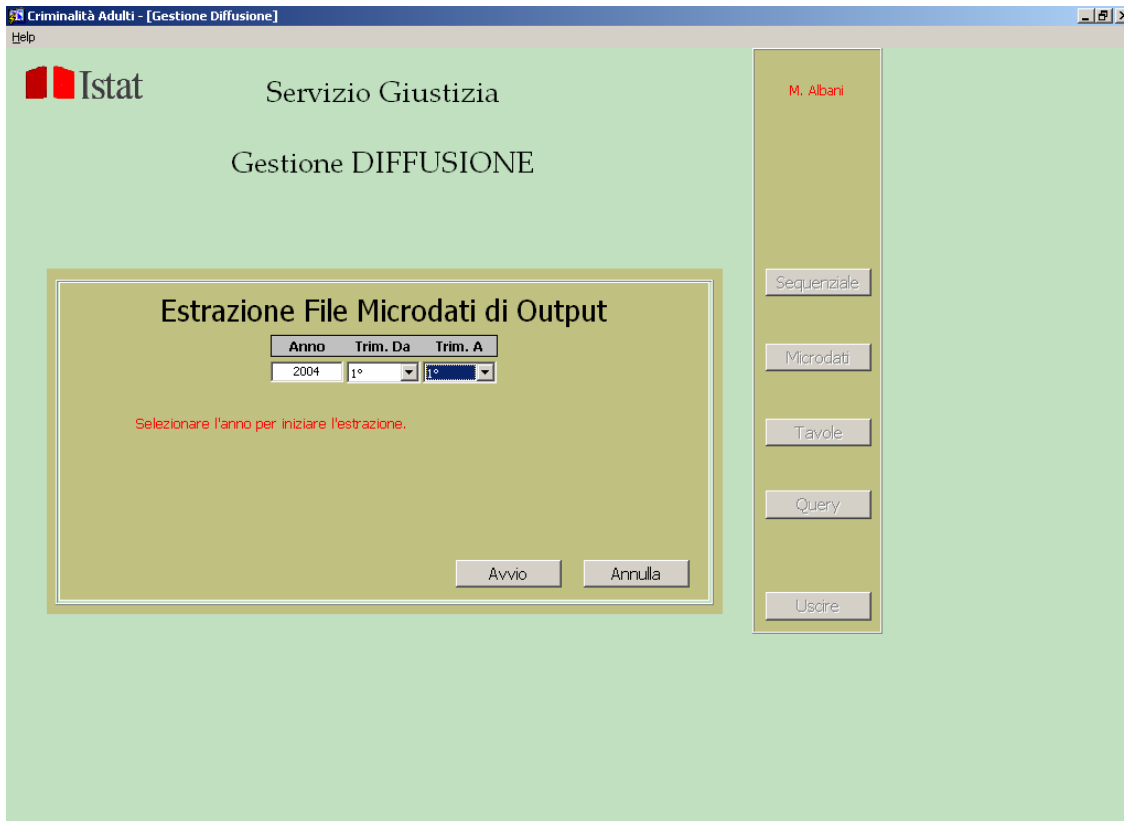 Criminalità Adulti - [Gestione Diffusione]
Help
Istat
Servizio Giustizia
M. Albani
Gestione DIFFUSIONE
Estrazione File Microdati di Output
Anno Trim. Da Trim. A
2004 1° 1°
Selezionare l'anno per iniziare l'estrazione.
Avvio Annulla
Sequenziale
Microdati
Tavole
Query
Uscire